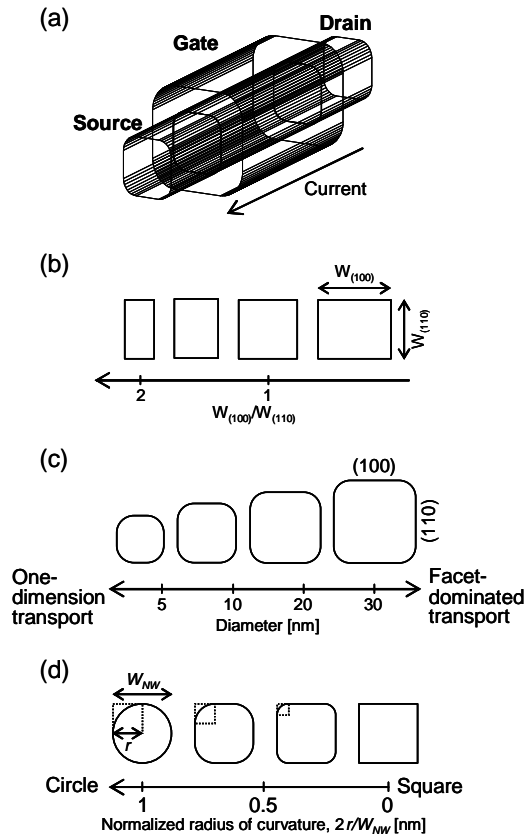 (a)
Drain
Gate
Source
Current
(b)
W(100)
W(110)
2 1
W(100)/W(110)
(c)
(100)
(110)
One-
dimension
transport
Facet-
dominated
transport
5 10 20 30
Diameter [nm]
(d)
WNW
r
Circle
Square
1 0.5 0
Normalized radius of curvature, 2r/WNW [nm]